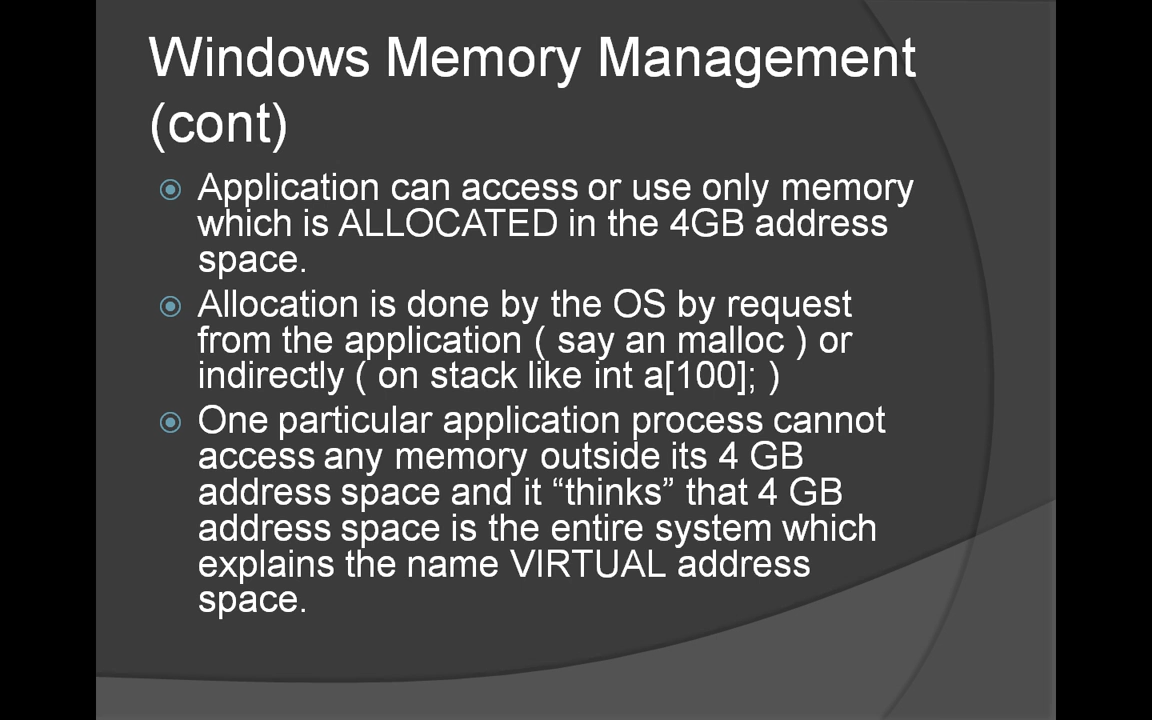 Windows Memory Management
(cont)
Application can access or use only memory
which is ALLOCATED in the 4GB address
space.
Allocation is done by the OS by request
from the application ( say an malloc ) or
indirectly ( on stack like int a[100]; )
One particular application process cannot
access any memory outside its 4 GB
address space and it “thinks” that 4 GB
address space is the entire system which
explains the name VIRTUAL address
space.